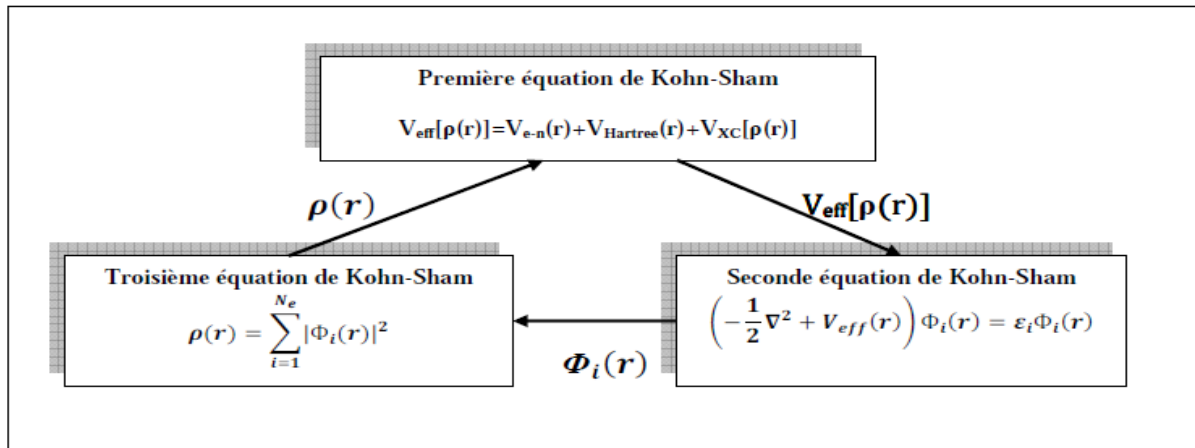 Première équation de Kohn-Sham
V_eff[ρ(r)]=V_e-n(r)+V_Hartree(r)+V_XC[ρ(r)]
ρ(r)
V_eff[ρ(r)]
Troisième équation de Kohn-Sham
ρ(r) = ∑_{i=1}^{N_e} |Φ_i(r)|²
Seconde équation de Kohn-Sham
(-1/2 ∇² + V_eff(r)) Φ_i(r) = ε_i Φ_i(r)
Φ_i(r)